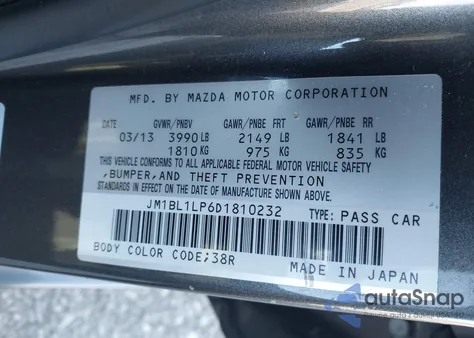 MFD. BY MAZDA MOTOR CORPORATION
DATE GVWR/PNBV GAWR/PNBE FRT GAWR/PNBE RR
03/13 3990 LB 2149 LB 1841 LB
1810 KG 975 KG 835 KG
THIS VEHICLE CONFORMS TO ALL APPLICABLE FEDERAL MOTOR VEHICLE SAFETY
,BUMPER,AND THEFT PREVENTION
STANDARDS IN EFFECT ON THE DATE OF MANUFACTURE SHOWN ABOVE.
JM1BL1LP6D1810232 TYPE: PASS CAR
BODY COLOR CODE;38R MADE IN JAPAN
autoSnap